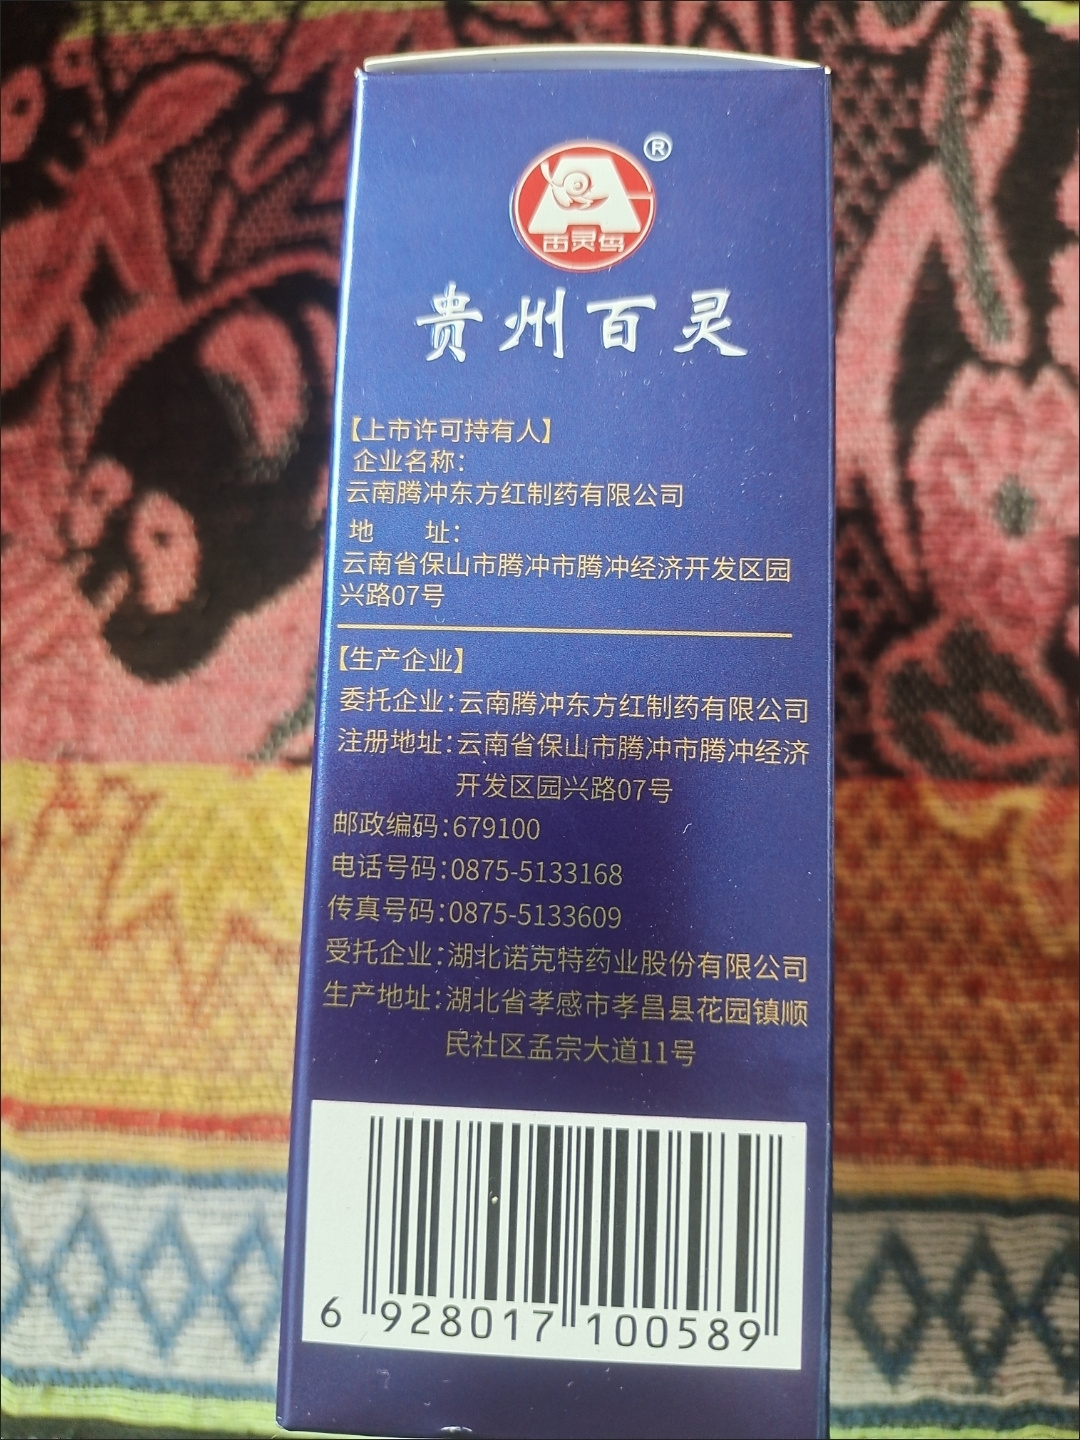 ®
百灵鸟
贵州百灵
【上市许可持有人】
企业名称：
云南腾冲东方红制药有限公司
地 址：
云南省保山市腾冲市腾冲经济开发区园
兴路07号
【生产企业】
委托企业：云南腾冲东方红制药有限公司
注册地址：云南省保山市腾冲市腾冲经济
开发区园兴路07号
邮政编码：679100
电话号码：0875-5133168
传真号码：0875-5133609
受托企业：湖北诺克特药业股份有限公司
生产地址：湖北省孝感市孝昌县花园镇顺
民社区孟宗大道11号
6 928017 100589